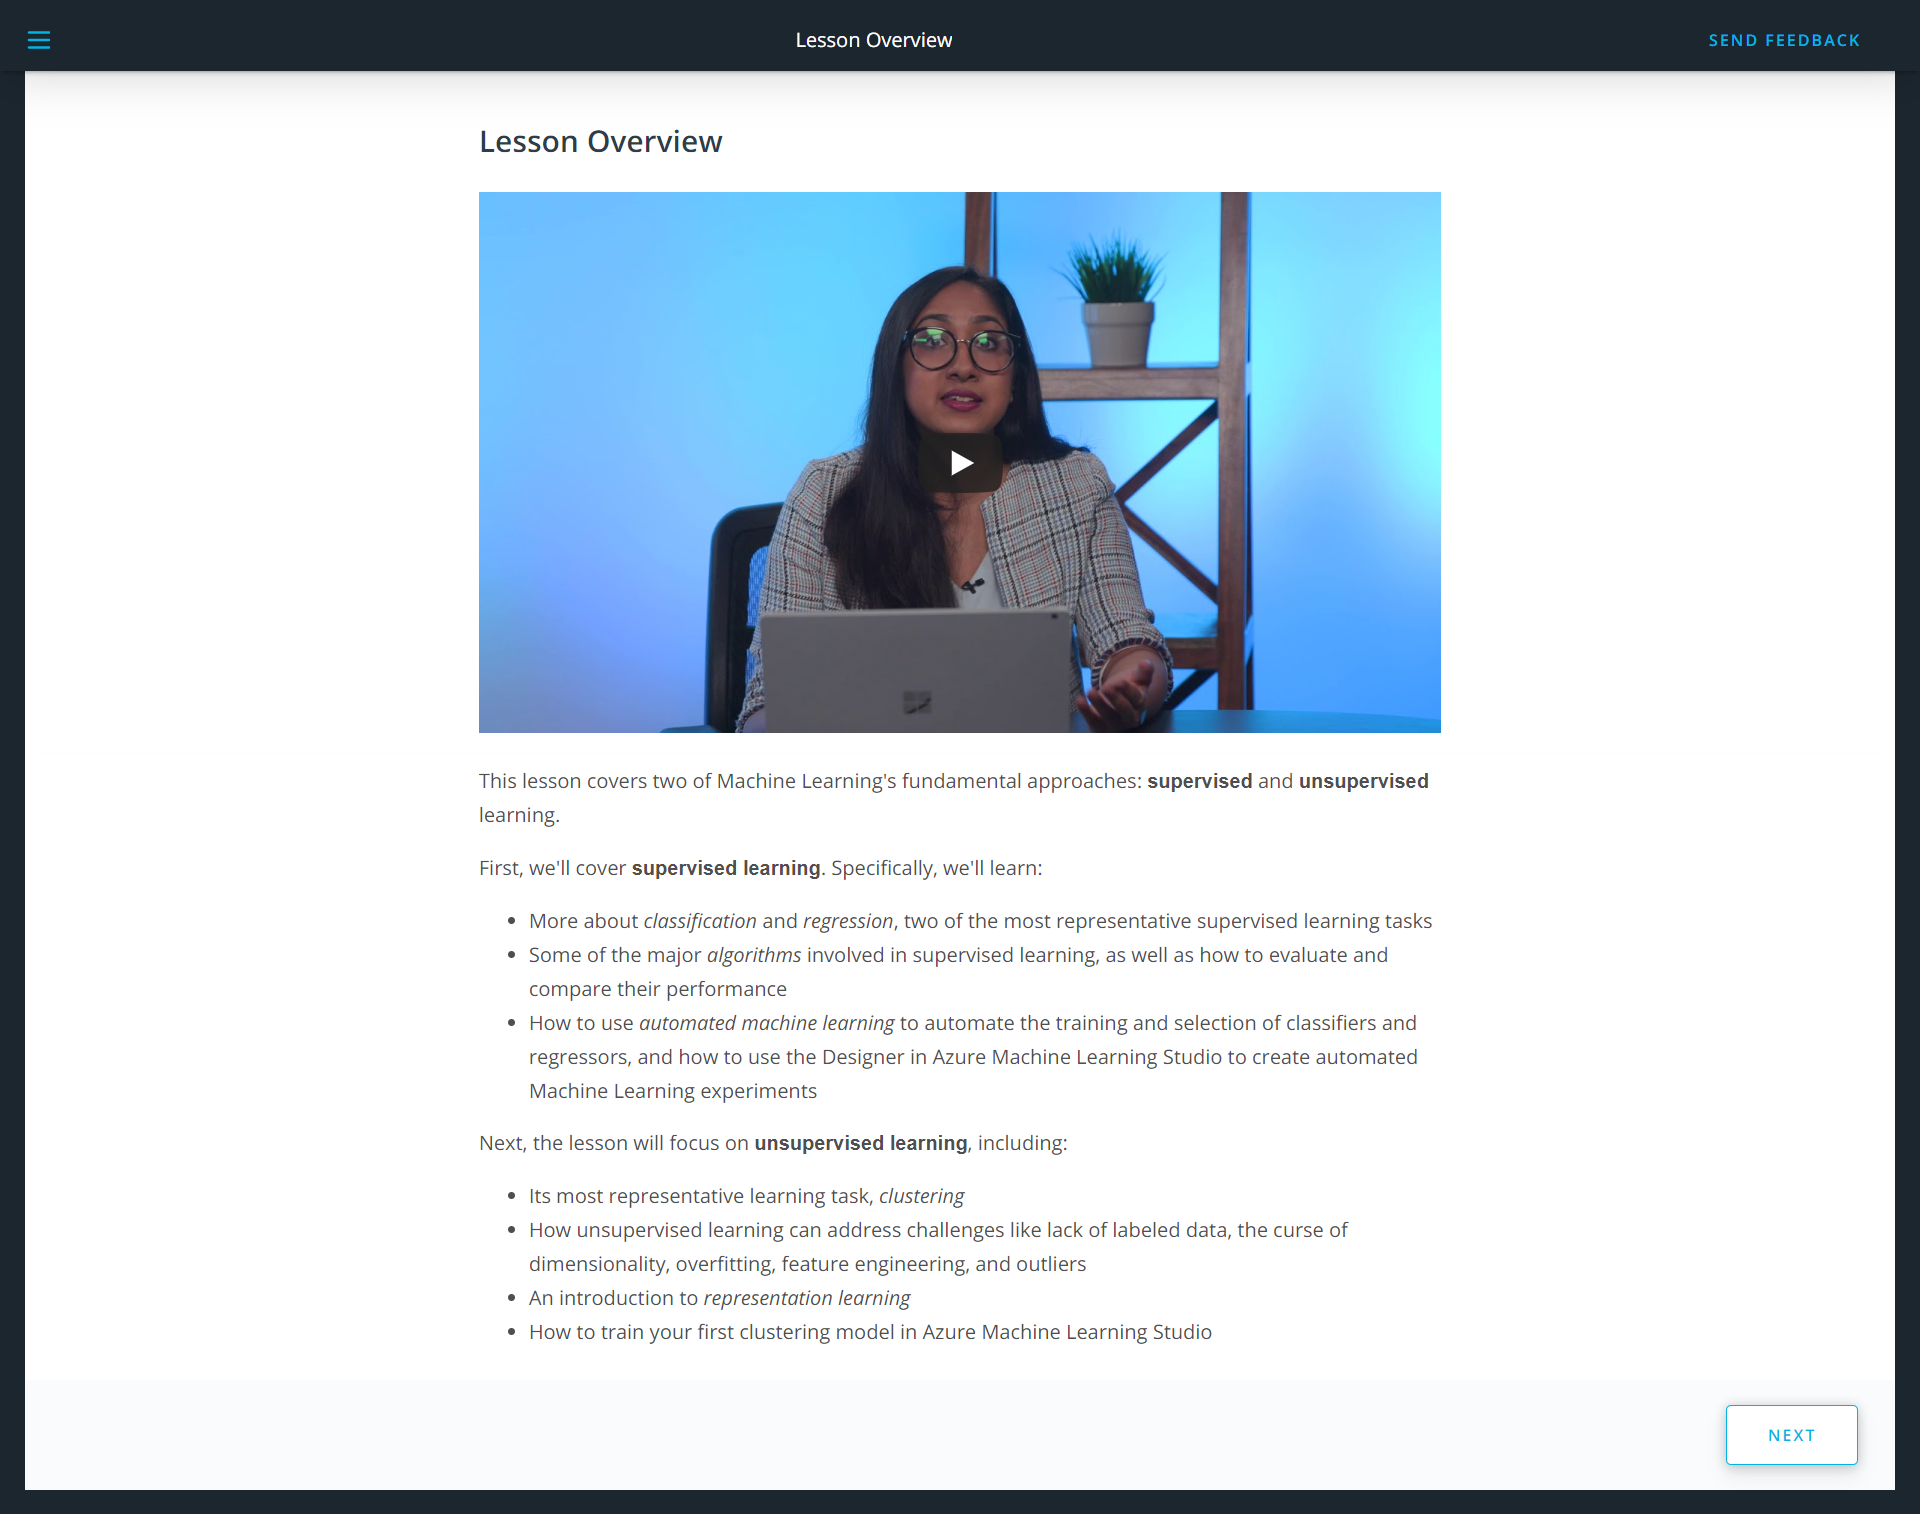 Lesson Overview
SEND FEEDBACK
Lesson Overview
This lesson covers two of Machine Learning's fundamental approaches: supervised and unsupervised
learning.
First, we'll cover supervised learning. Specifically, we'll learn:
More about classification and regression, two of the most representative supervised learning tasks
Some of the major algorithms involved in supervised learning, as well as how to evaluate and
compare their performance
How to use automated machine learning to automate the training and selection of classifiers and
regressors, and how to use the Designer in Azure Machine Learning Studio to create automated
Machine Learning experiments
Next, the lesson will focus on unsupervised learning, including:
Its most representative learning task, clustering
How unsupervised learning can address challenges like lack of labeled data, the curse of
dimensionality, overfitting, feature engineering, and outliers
An introduction to representation learning
How to train your first clustering model in Azure Machine Learning Studio
NEXT